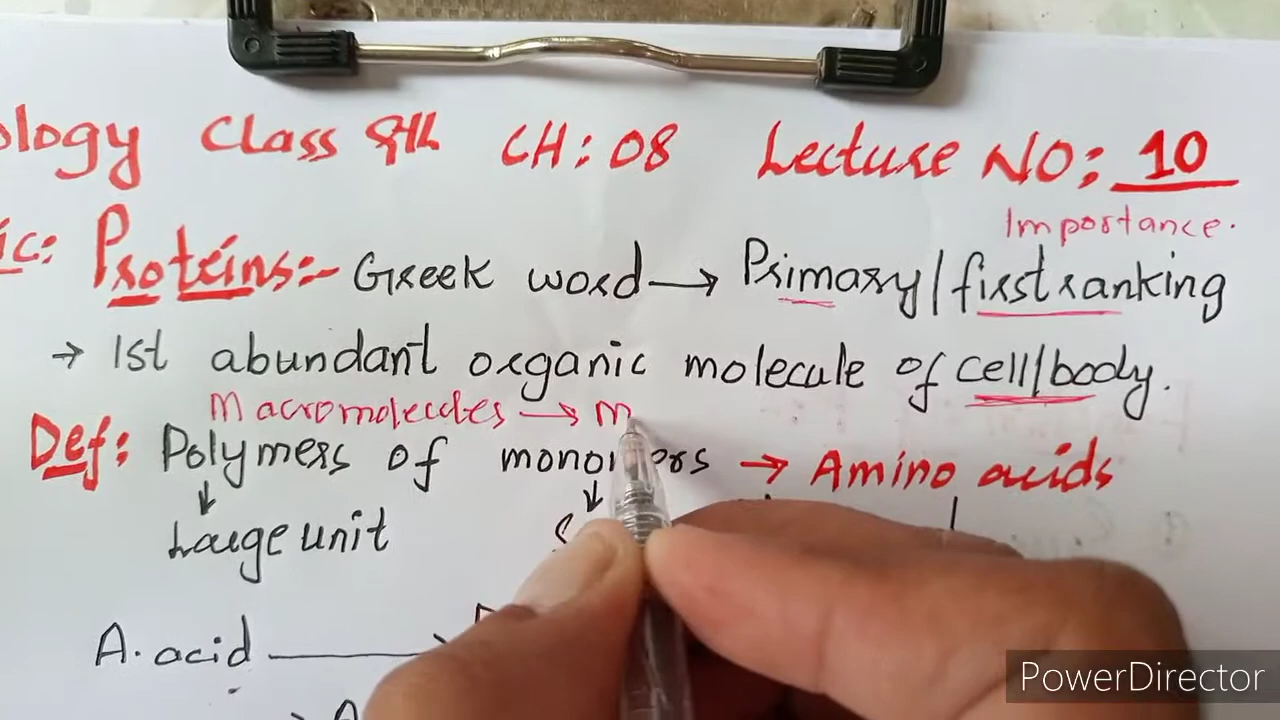 ology Class 9th CH: 08 Lecture NO: 10
Importance.
ic: Proteins:- Greek word → Primary/first ranking
→ 1st abundant organic molecule of cell/body.
Macromolecules → m
Def: Polymers of → Amino acids
Large unit S
A. acid
A
PowerDirector